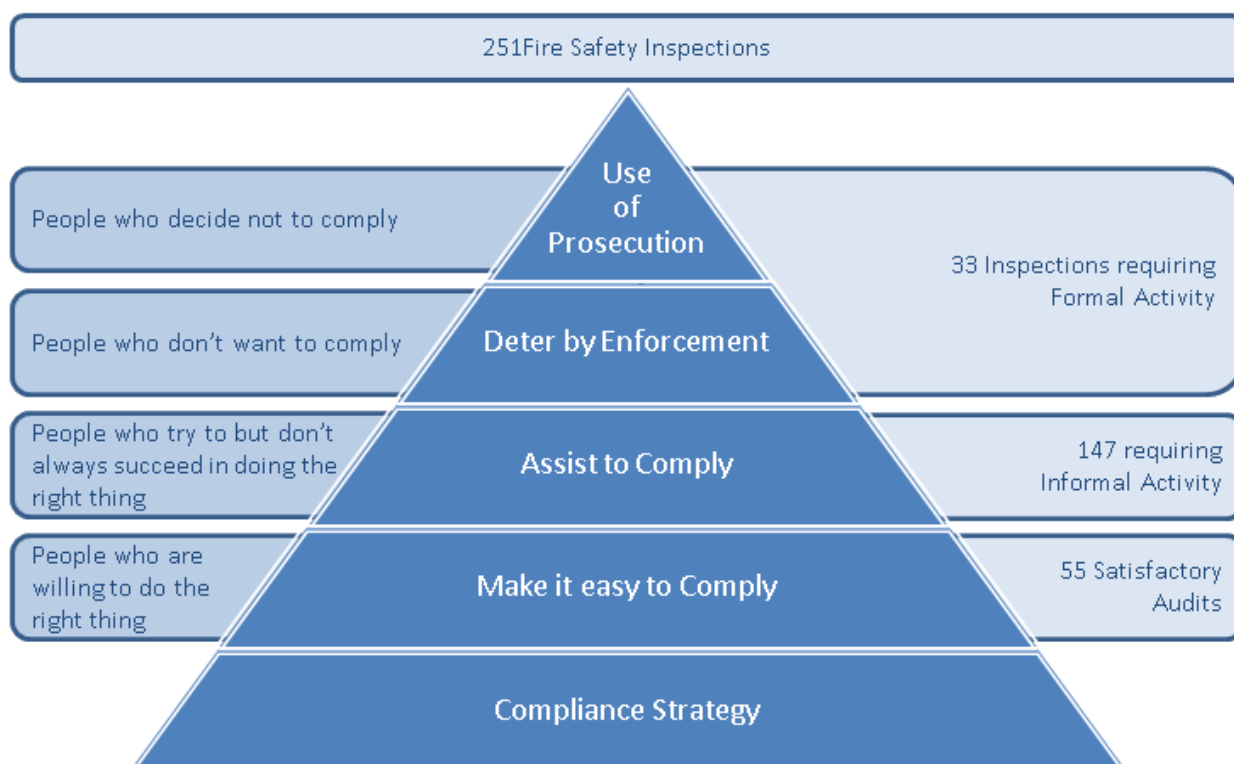 251Fire Safety Inspections
People who decide not to comply
Use
of
Prosecution
33 Inspections requiring
Formal Activity
People who don't want to comply
Deter by Enforcement
People who try to but don't
always succeed in doing the
right thing
Assist to Comply
147 requiring
Informal Activity
People who are
willing to do the
right thing
Make it easy to Comply
55 Satisfactory
Audits
Compliance Strategy